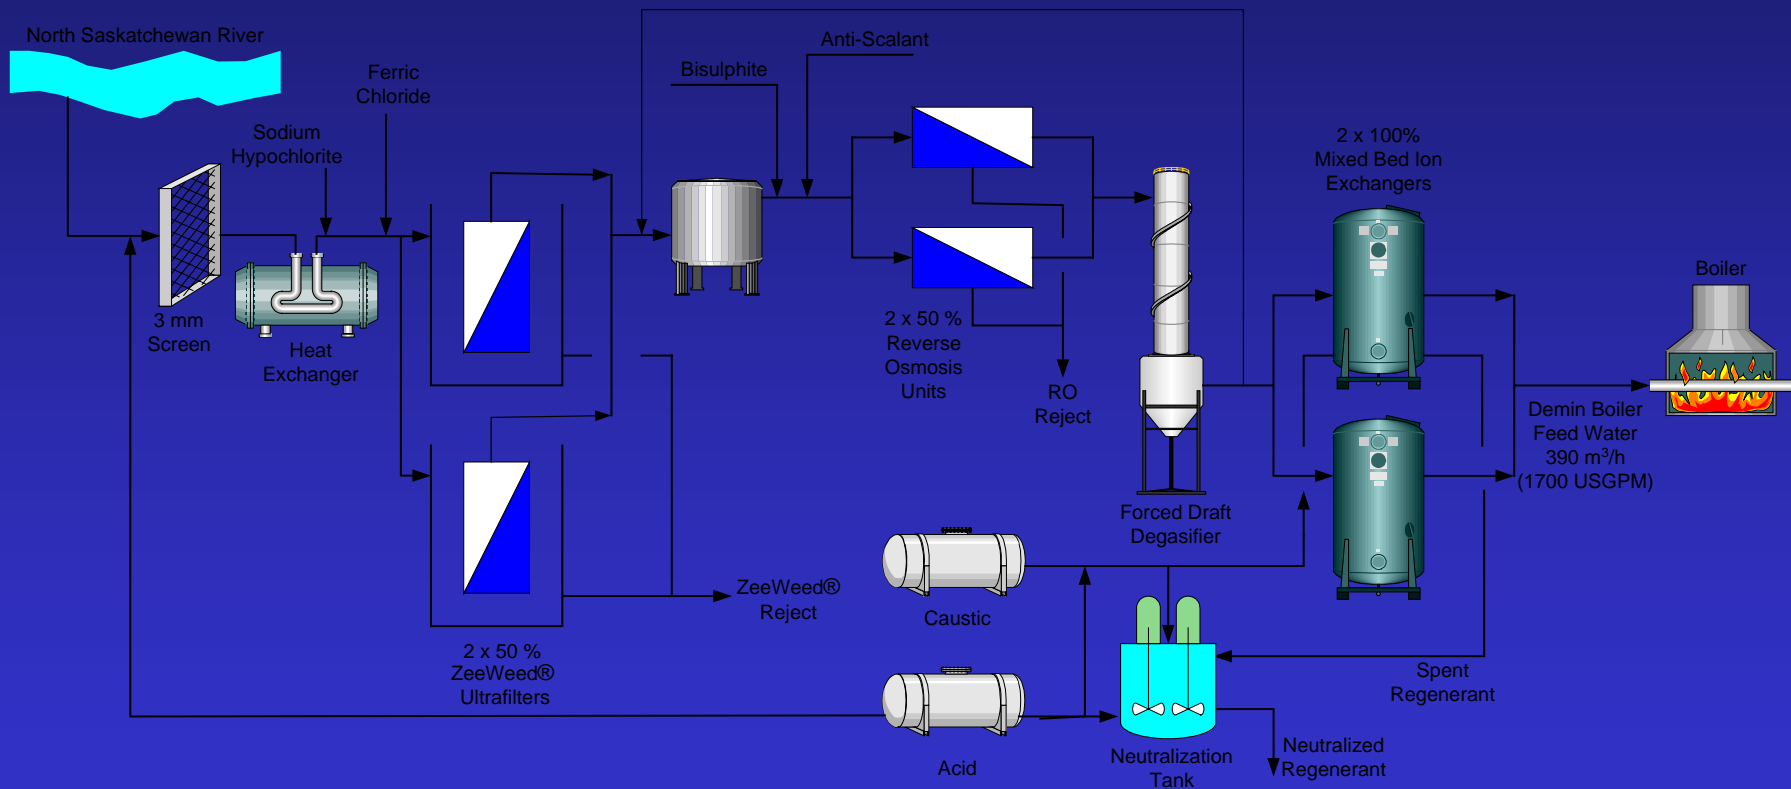 North Saskatchewan River
Ferric
Chloride
Sodium
Hypochlorite
3 mm
Screen
Heat
Exchanger
2 x 50 %
ZeeWeed®
Ultrafilters
ZeeWeed®
Reject
Bisulphite
Anti-Scalant
2 x 50 %
Reverse
Osmosis
Units
RO
Reject
Forced Draft
Degasifier
2 x 100%
Mixed Bed Ion
Exchangers
Boiler
Demin Boiler
Feed Water
390 m³/h
(1700 USGPM)
Caustic
Acid
Neutralization
Tank
Spent
Regenerant
Neutralized
Regenerant